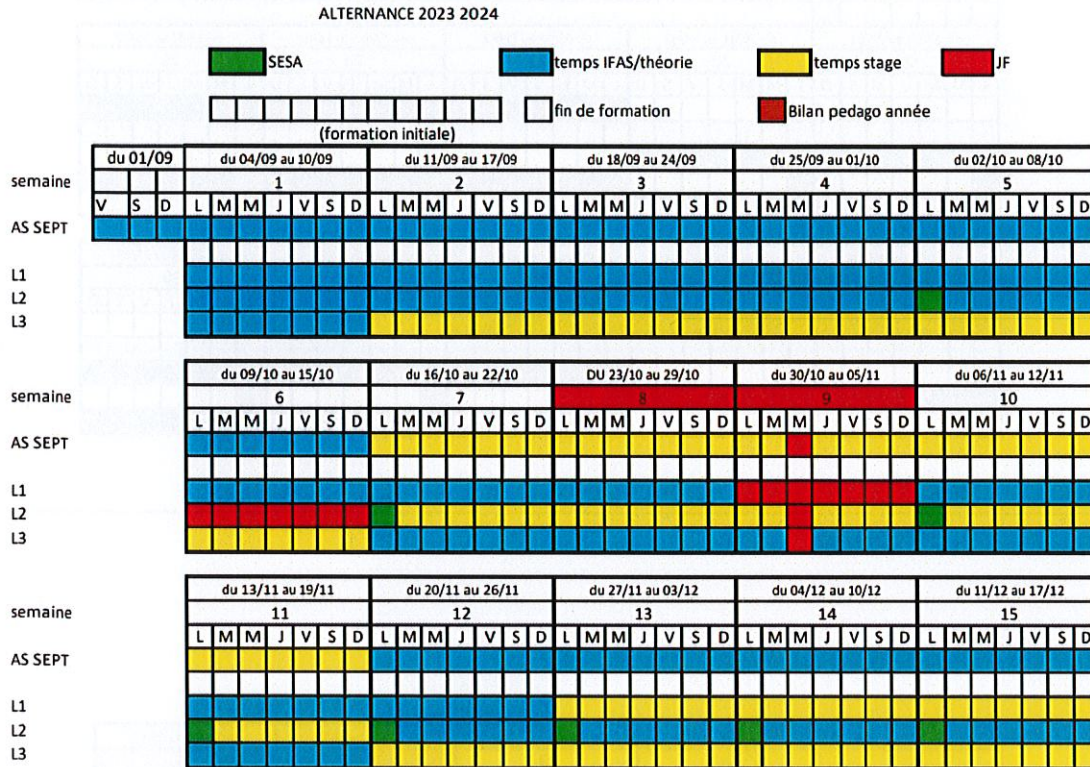 ALTERNANCE 2023 2024
SESA temps IFAS/théorie temps stage JF
fin de formation Bilan pedago année
(formation initiale)
du 01/09 du 04/09 au 10/09 du 11/09 au 17/09 du 18/09 au 24/09 du 25/09 au 01/10 du 02/10 au 08/10
semaine 1 2 3 4 5
V S D L M M J V S D L M M J V S D L M M J V S D L M M J V S D L M M J V S D
AS SEPT
L1
L2
L3
du 09/10 au 15/10 du 16/10 au 22/10 DU 23/10 au 29/10 du 30/10 au 05/11 du 06/11 au 12/11
semaine 6 7 8 9 10
L M M J V S D L M M J V S D L M M J V S D L M M J V S D L M M J V S D
AS SEPT
L1
L2
L3
du 13/11 au 19/11 du 20/11 au 26/11 du 27/11 au 03/12 du 04/12 au 10/12 du 11/12 au 17/12
semaine 11 12 13 14 15
L M M J V S D L M M J V S D L M M J V S D L M M J V S D L M M J V S D
AS SEPT
L1
L2
L3